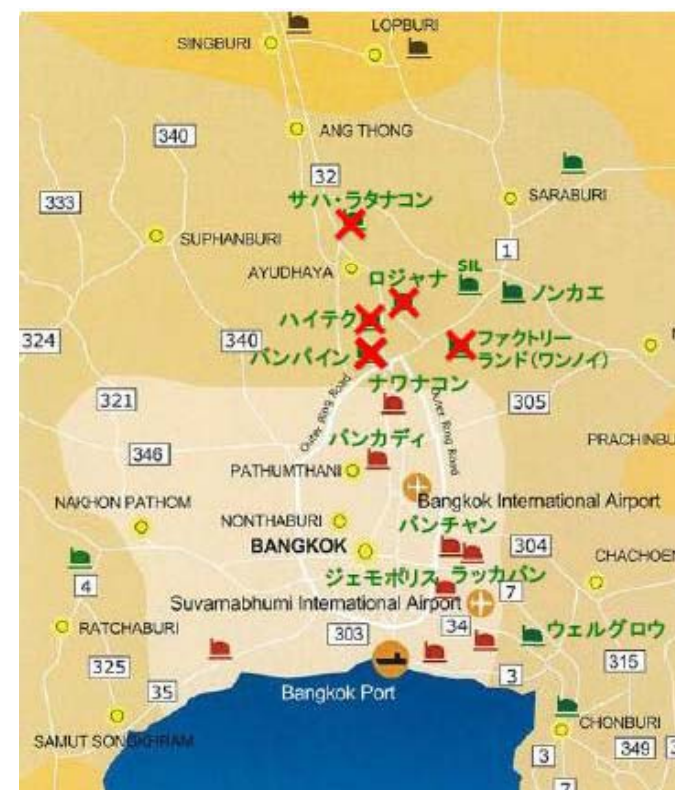 LOPBURI
SINGBURI
ANG THONG
340
32
333
サハ・ラタナコン
SARABURI
SUPHANBURI
1
AYUDHAYA
ロジャナ
SIL
ノンカエ
ハイテク
324
340
バンパイン
ファクトリー
ランド(ワンノイ)
ナワナコン
321
305
Outer Ring Road
Outer Ring Road
バンカディ
346
PRACHINBU
PATHUMTHANI
Bangkok International Airport
NAKHON PATHOM
NONTHABURI
バンチャン
BANGKOK
304
CHACHOEN
ジェモポリス
ラッカバン
4
7
Suvarnabhumi International Airport
RATCHABURI
303
34
ウェルグロウ
325
315
35
3
Bangkok Port
CHONBURI
SAMUT SONGKHRAM
3
349
7